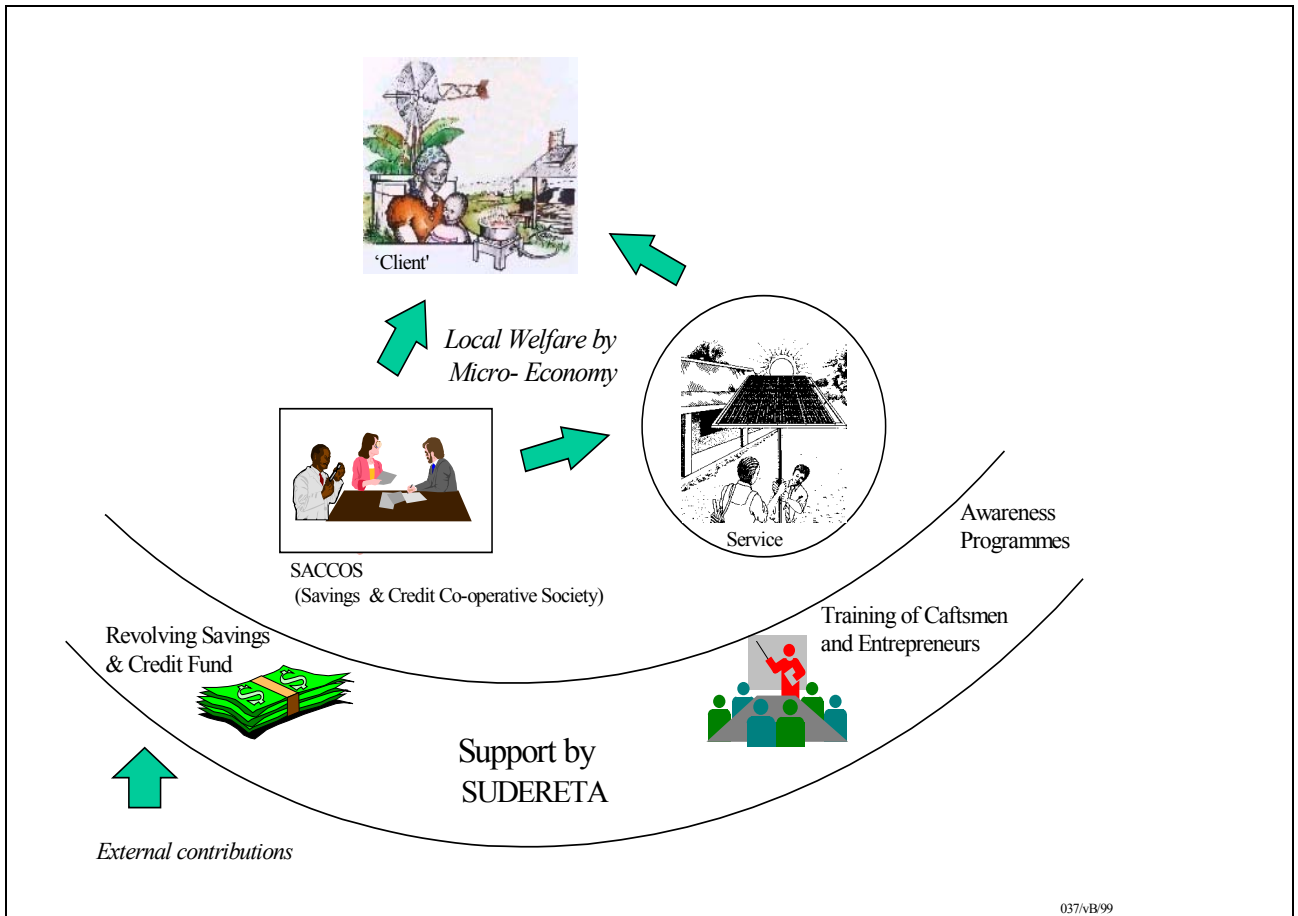 ‘Client'
Local Welfare by
Micro- Economy
Service
SACCOS
(Savings & Credit Co-operative Society)
Awareness
Programmes
Revolving Savings
& Credit Fund
Training of Caftsmen
and Entrepreneurs
Support by
SUDERETA
External contributions
037/vB/99